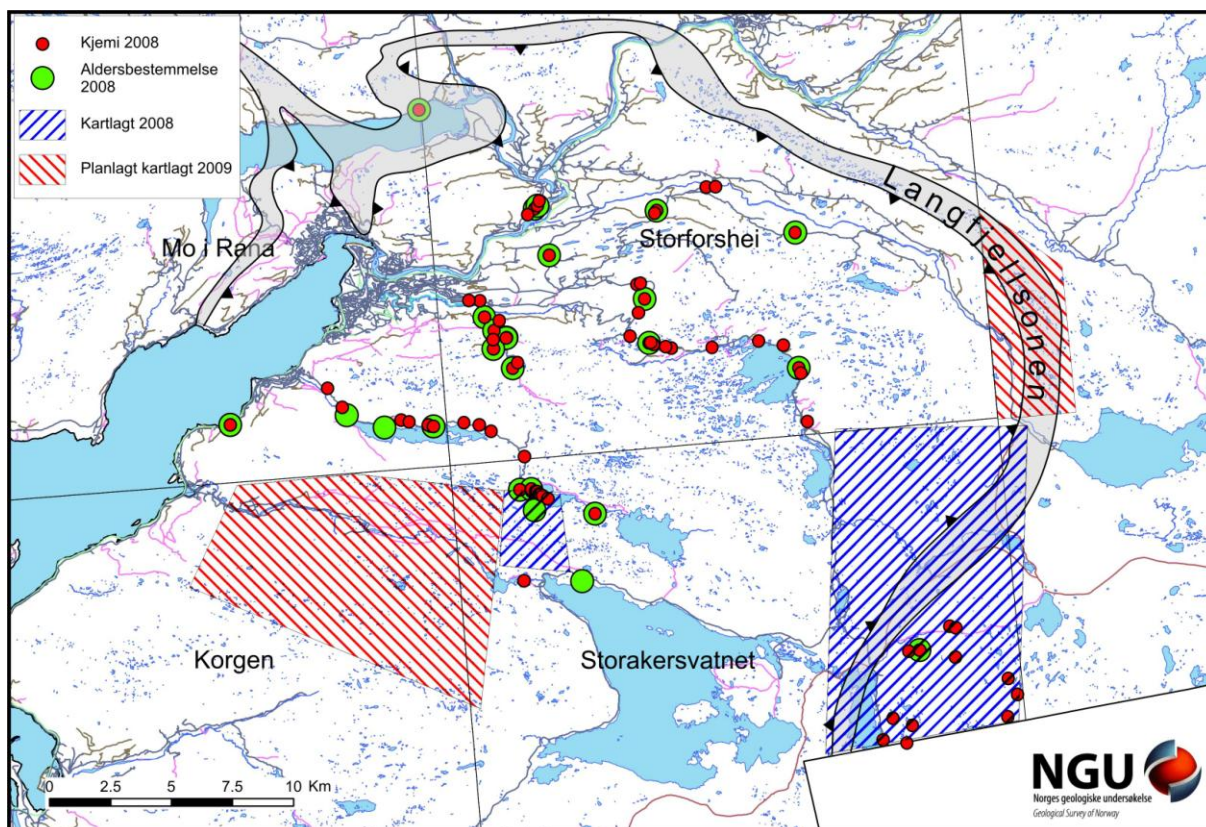 Kjemi 2008
Aldersbestemmelse
2008
Kartlagt 2008
Planlagt kartlagt 2009
Langfjellsonen
Mo i Rana
Storforshei
Korgen
Storakersvatnet
0 2.5 5 7.5 10 Km
NGU
Norges geologiske undersøkelse
Geological Survey of Norway